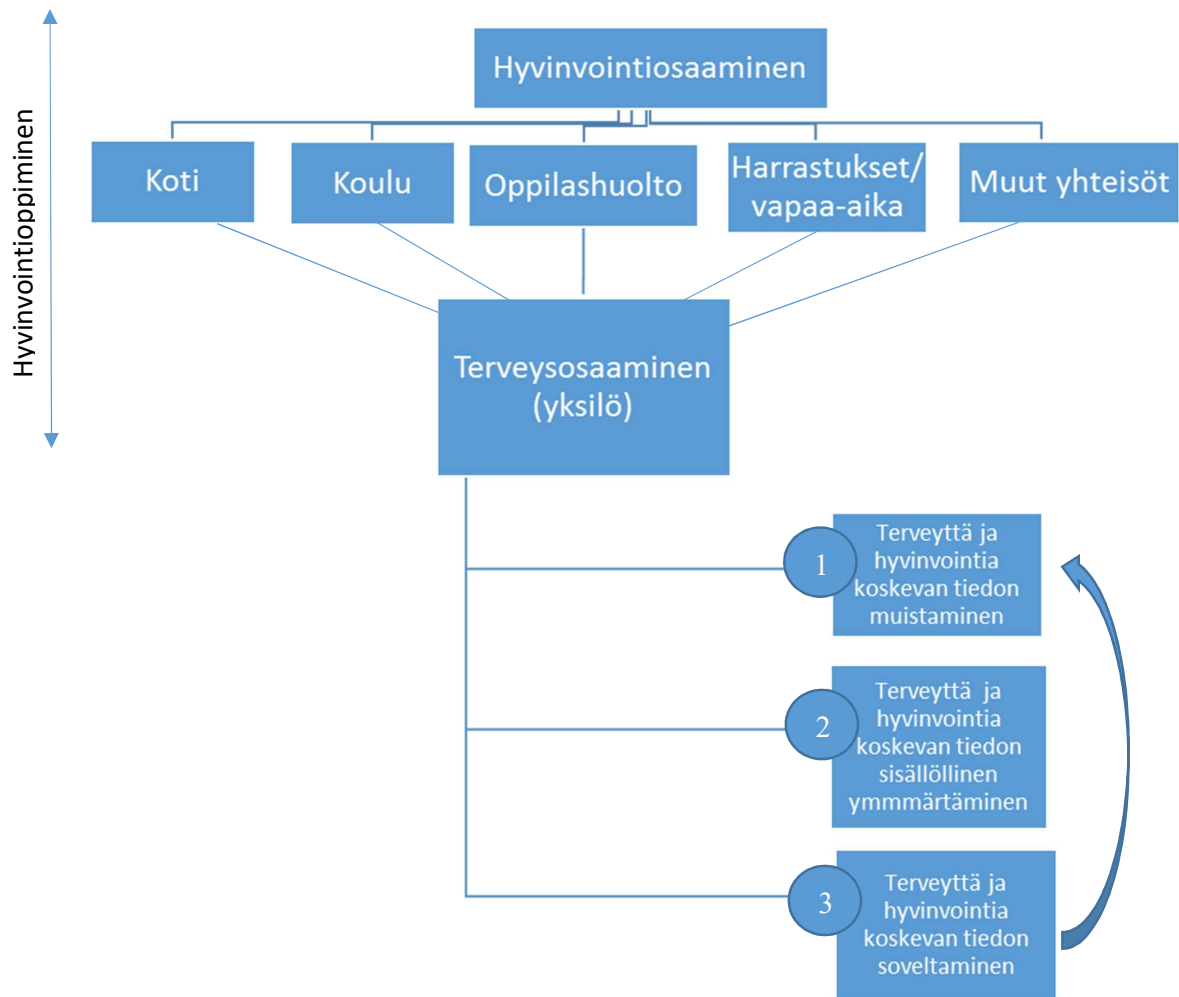 Hyvinvointioppiminen
Hyvinvointiosaaminen
Koti
Koulu
Oppilashuolto
Harrastukset/
vapaa-aika
Muut yhteisöt
Terveysosaaminen
(yksilö)
1
Terveyttä ja
hyvinvointia
koskevan tiedon
muistaminen
2
Terveyttä ja
hyvinvointia
koskevan tiedon
sisällöllinen
ymmmärtäminen
3
Terveyttä ja
hyvinvointia
koskevan tiedon
soveltaminen